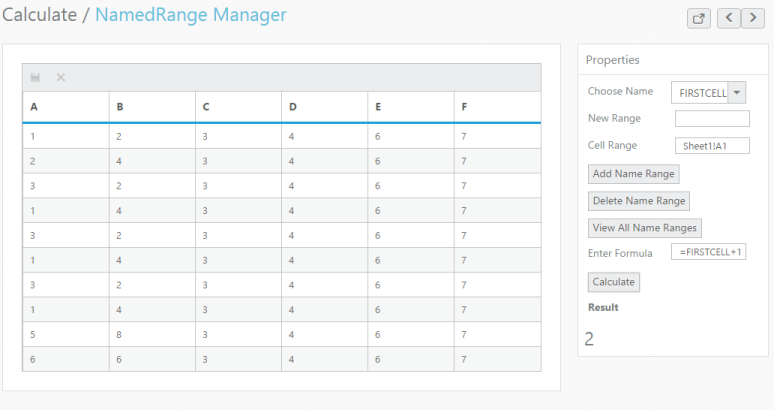 Calculate / NamedRange Manager
A B C D E F
1 2 3 4 6 7
2 4 3 4 6 7
3 2 3 4 6 7
1 4 3 4 6 7
3 2 3 4 6 7
1 4 3 4 6 7
3 2 3 4 6 7
1 4 3 4 6 7
5 8 3 4 6 7
6 6 3 4 6 7
Properties
Choose Name FIRSTCELL
New Range
Cell Range Sheet1!A1
Add Name Range
Delete Name Range
View All Name Ranges
Enter Formula =FIRSTCELL+1
Calculate
Result
2